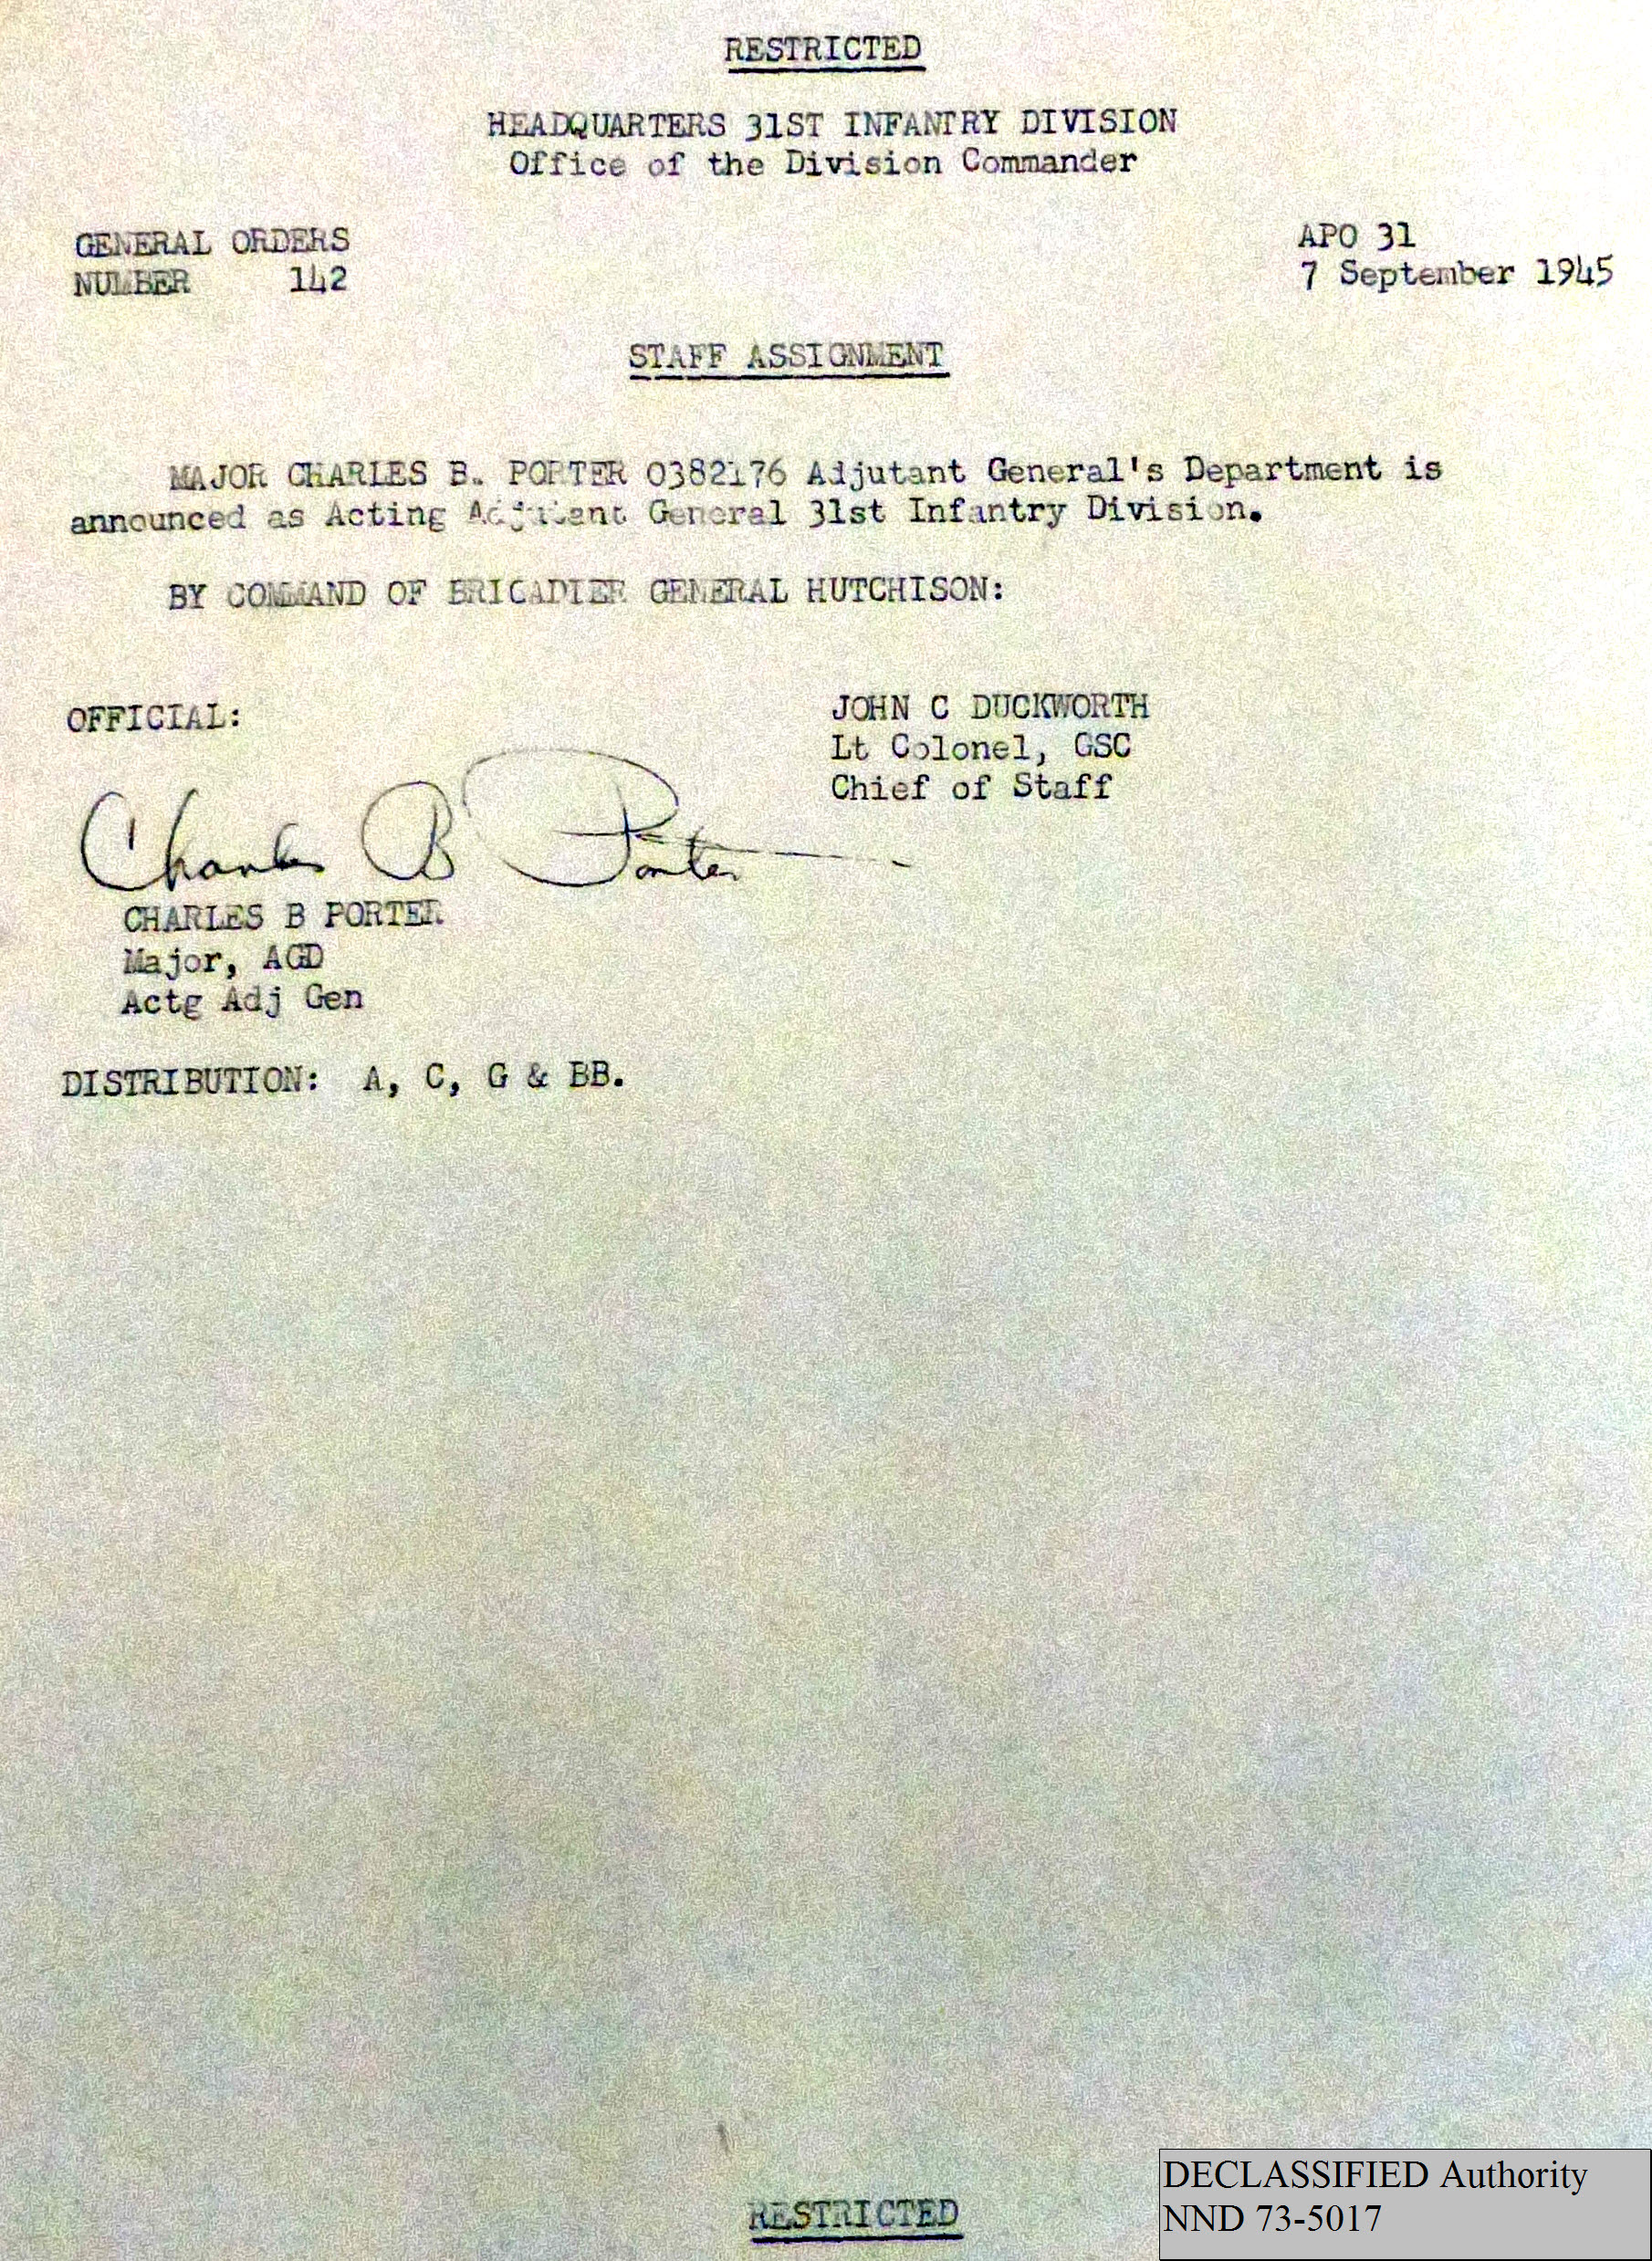 RESTRICTED
HEADQUARTERS 31ST INFANTRY DIVISION
Office of the Division Commander
GENERAL ORDERS
NUMBER 142
APO 31
7 September 1945
STAFF ASSIGNMENT
MAJOR CHARLES B. PORTER 0382176 Adjutant General's Department is
announced as Acting Adjutant General 31st Infantry Division.
BY COMMAND OF BRIGADIER GENERAL HUTCHISON:
OFFICIAL:
JOHN C DUCKWORTH
Lt Colonel, GSC
Chief of Staff
Charles B Porter
CHARLES B PORTER
Major, AGD
Actg Adj Gen
DISTRIBUTION: A, C, G & BB.
RESTRICTED
DECLASSIFIED Authority
NND 73-5017